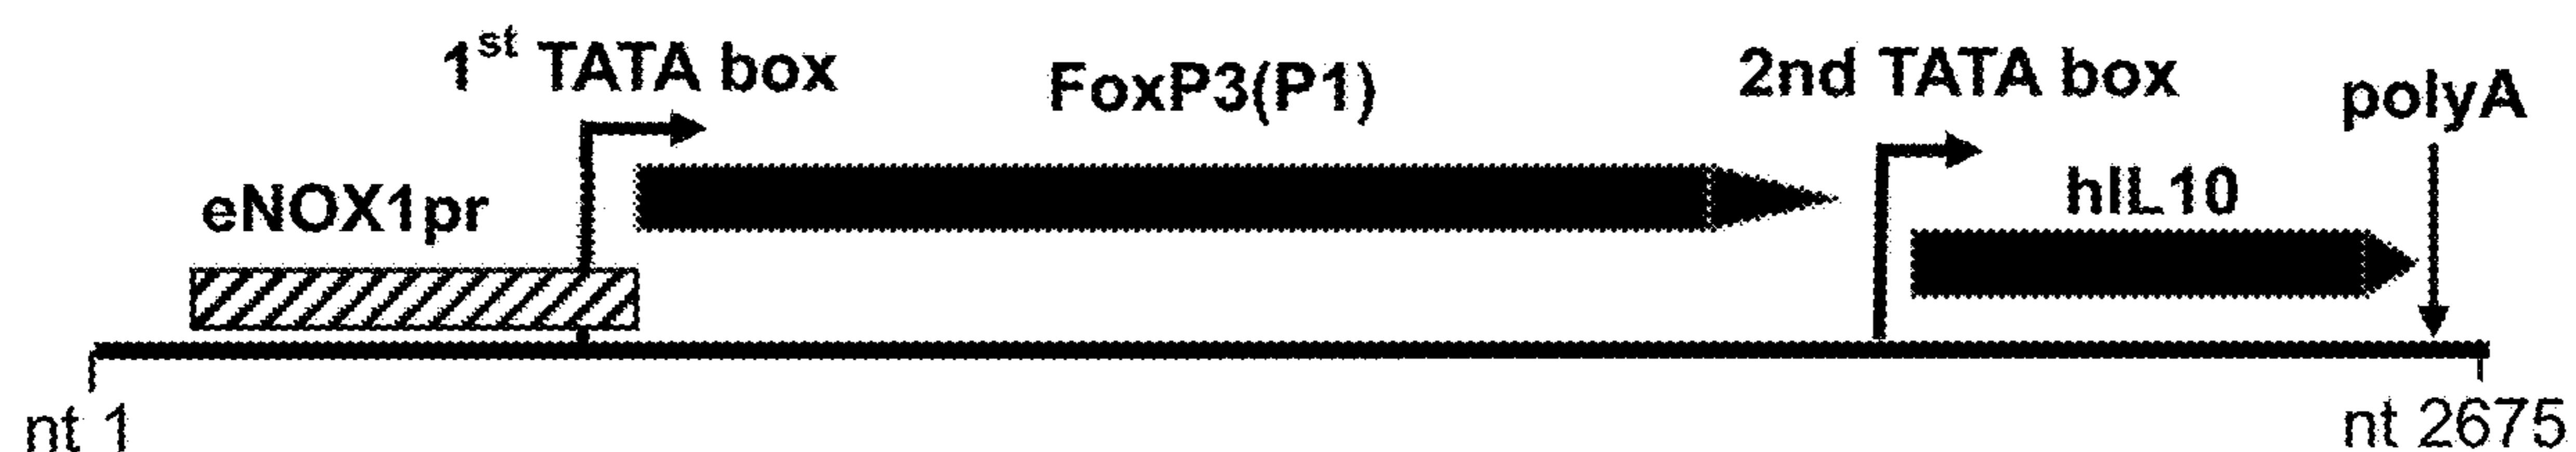 1st TATA box
FoxP3(P1)
2nd TATA box
polyA
eNOX1pr
hIL10
nt 1
nt 2675